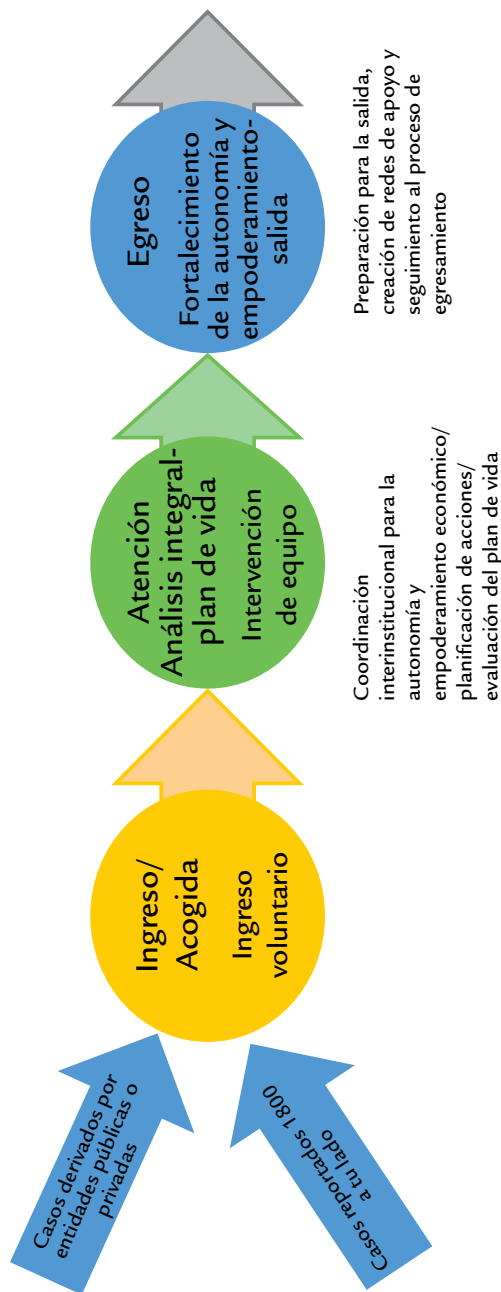 Casos derivados por
entidades públicas o
privadas
Casos reportados 1800
a tu lado
Ingreso/
Acogida
Ingreso
voluntario
Atención
Análisis integral-
plan de vida
Intervención
de equipo
Coordinación
interinstitucional para la
autonomía y
empoderamiento económico/
planificación de acciones/
evaluación del plan de vida
Egreso
Fortalecimiento
de la autonomía y
empoderamiento-
salida
Preparación para la salida,
creación de redes de apoyo y
seguimiento al proceso de
egresamiento